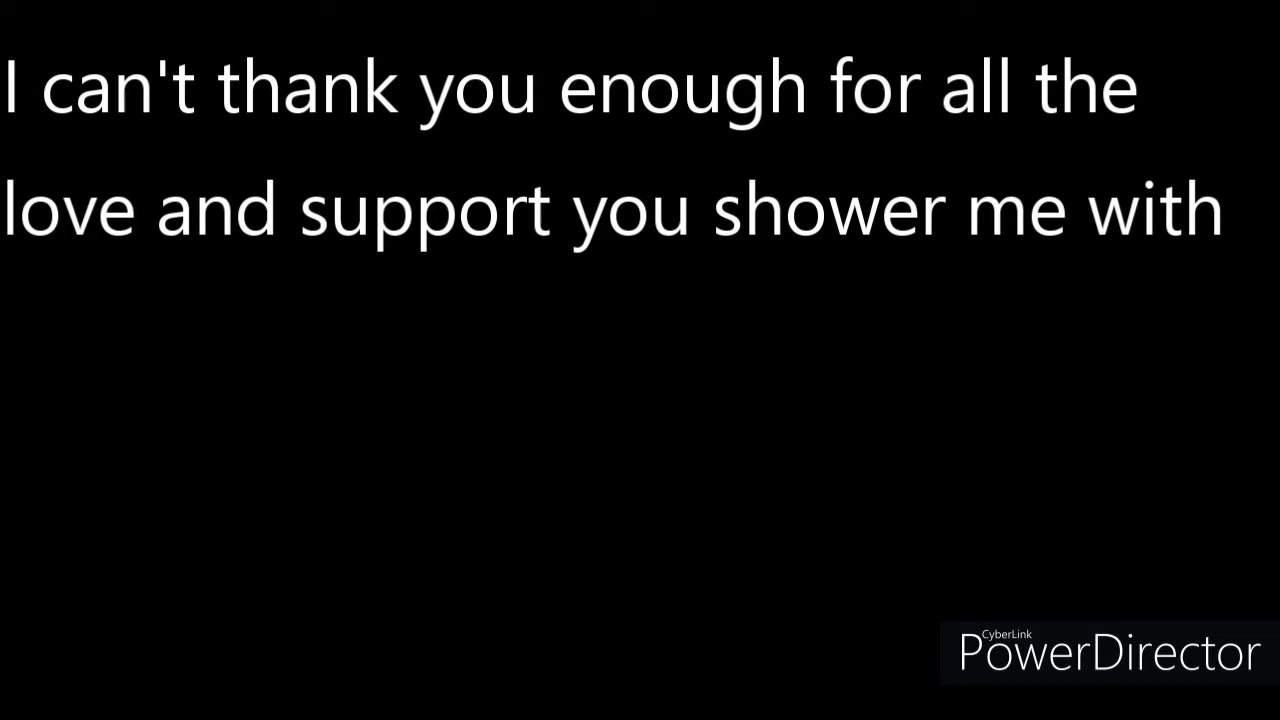 I can't thank you enough for all the
love and support you shower me with
CyberLink
PowerDirector